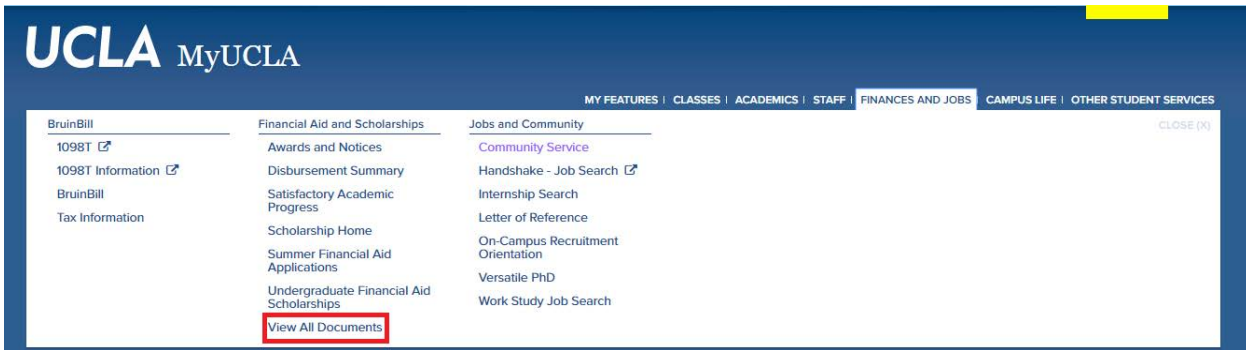 UCLA MyUCLA
MY FEATURES | CLASSES | ACADEMICS | STAFF | FINANCES AND JOBS | CAMPUS LIFE | OTHER STUDENT SERVICES
CLOSE (X)
BruinBill
1098T
1098T Information
BruinBill
Tax Information
Financial Aid and Scholarships
Awards and Notices
Disbursement Summary
Satisfactory Academic
Progress
Scholarship Home
Summer Financial Aid
Applications
Undergraduate Financial Aid
Scholarships
View All Documents
Jobs and Community
Community Service
Handshake - Job Search
Internship Search
Letter of Reference
On-Campus Recruitment
Orientation
Versatile PhD
Work Study Job Search